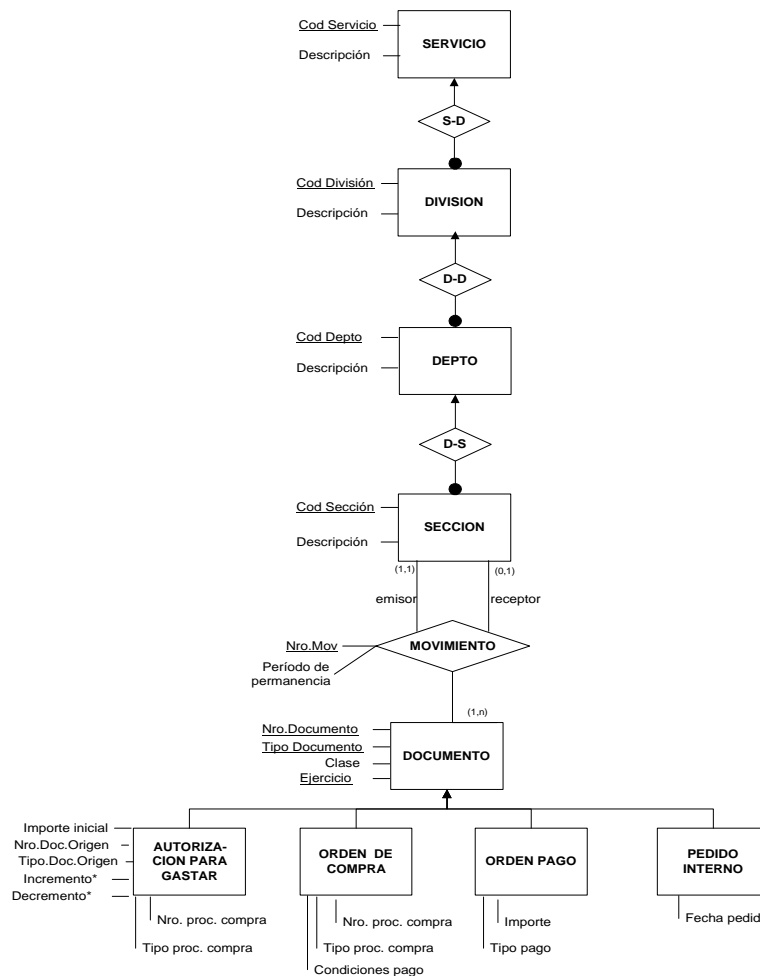 Cod Servicio
SERVICIO
Descripción
S-D
Cod División
DIVISION
Descripción
D-D
Cod Depto
DEPTO
Descripción
D-S
Cod Sección
SECCION
Descripción
(1,1)
(0,1)
emisor
receptor
Nro.Mov
MOVIMIENTO
Período de
permanencia
(1,n)
Nro.Documento
Tipo Documento
DOCUMENTO
Clase
Ejercicio
Importe inicial
Nro.Doc.Origen
Tipo.Doc.Origen
Incremento*
Decremento*
AUTORIZA-
CION PARA
GASTAR
Nro. proc. compra
Tipo proc. compra
ORDEN DE
COMPRA
Nro. proc. compra
Tipo proc. compra
Condiciones pago
ORDEN PAGO
Importe
Tipo pago
PEDIDO
INTERNO
Fecha pedid